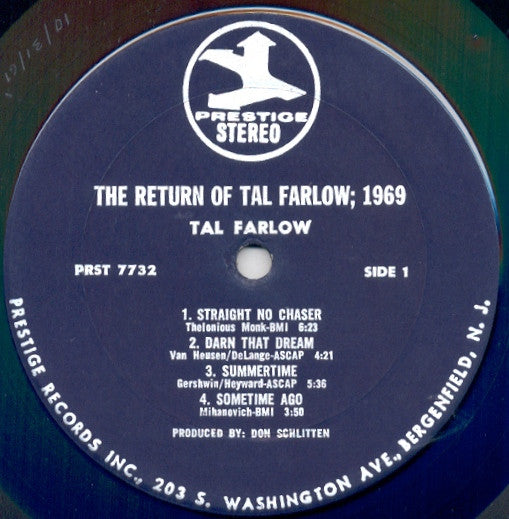 PRESTIGE
STEREO
THE RETURN OF TAL FARLOW; 1969
TAL FARLOW
PRST 7732
SIDE 1
1. STRAIGHT NO CHASER
Thelonious Monk-BMI 6:23
2. DARN THAT DREAM
Van Heusen/DeLange-ASCAP 4:21
3. SUMMERTIME
Gershwin/Heyward-ASCAP 5:36
4. SOMETIME AGO
Mihanovich-BMI 3:50
PRODUCED BY: DON SCHLITTEN
PRESTIGE RECORDS INC., 203 S. WASHINGTON AVE., BERGENFIELD, N. J.